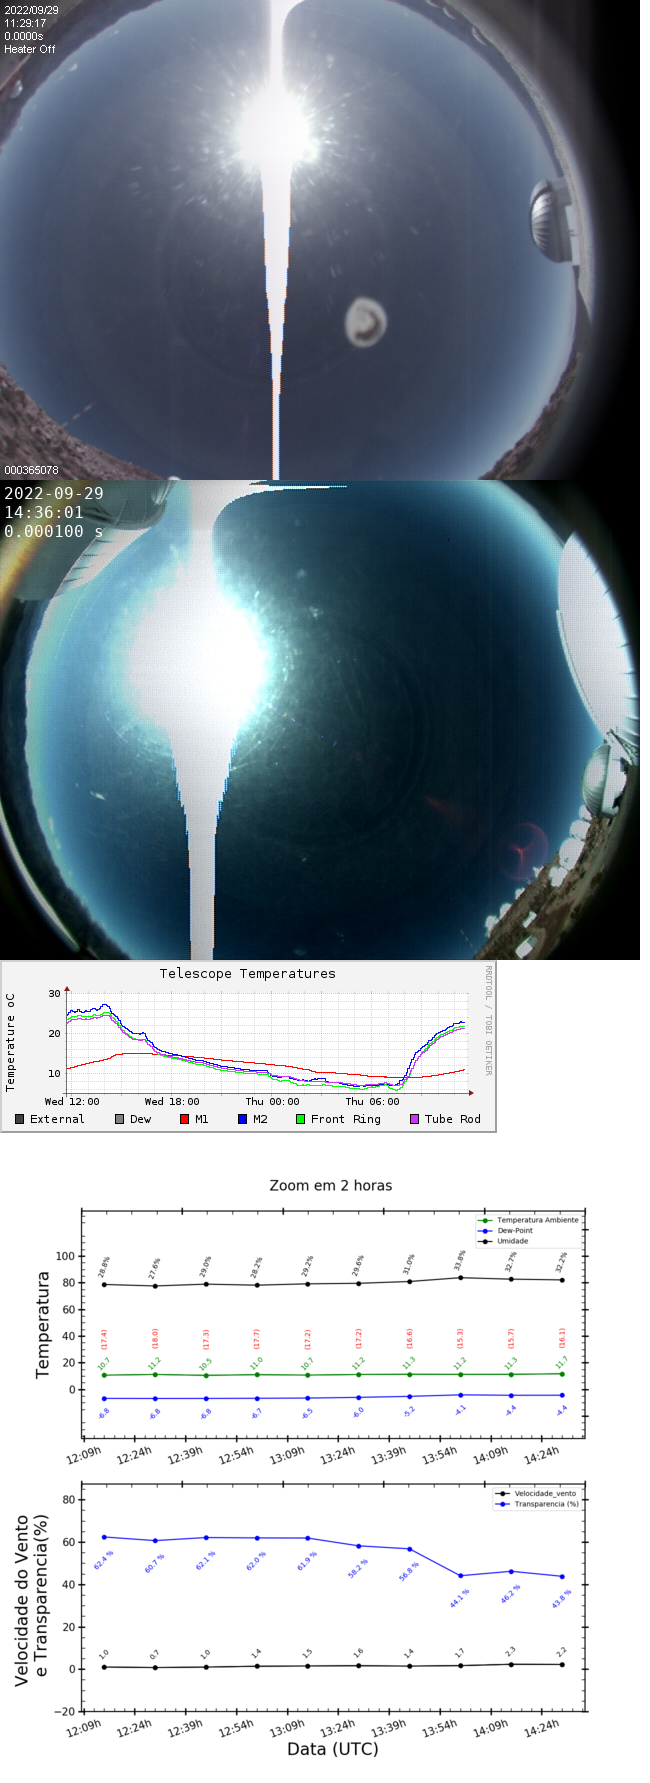 2022/09/29
11:29:17
0.0000s
Heater Off
000365078
2022-09-29
14:36:01
0.000100 s
Telescope Temperatures
RRDTOOL / TOBI OETIKER
Temperature oC
30
20
10
Wed 12:00 Wed 18:00 Thu 00:00 Thu 06:00
External Dew M1 M2 Front Ring Tube Rod
Zoom em 2 horas
Temperatura Ambiente
Dew-Point
Umidade
Temperatura
100
80
60
40
20
0
28.8% 27.6% 29.0% 28.2% 29.2% 29.6% 31.0% 33.8% 32.7% 32.2%
(17.4) (18.0) (17.3) (17.7) (17.2) (17.2) (16.6) (15.3) (15.7) (16.1)
10.7 11.2 10.5 11.0 10.7 11.2 11.3 11.2 11.3 11.7
-6.8 -6.8 -6.8 -6.7 -6.5 -6.0 -5.2 -4.1 -4.4 -4.4
12:09h 12:24h 12:39h 12:54h 13:09h 13:24h 13:39h 13:54h 14:09h 14:24h
Velocidade_vento
Transparencia (%)
Velocidade do Vento
e Transparencia(%)
80
60
40
20
0
−20
62.4 % 60.7 % 62.1 % 62.0 % 61.9 % 58.2 % 56.8 % 44.1 % 46.2 % 43.8 %
1.0 0.7 1.0 1.4 1.5 1.6 1.4 1.7 2.3 2.2
12:09h 12:24h 12:39h 12:54h 13:09h 13:24h 13:39h 13:54h 14:09h 14:24h
Data (UTC)